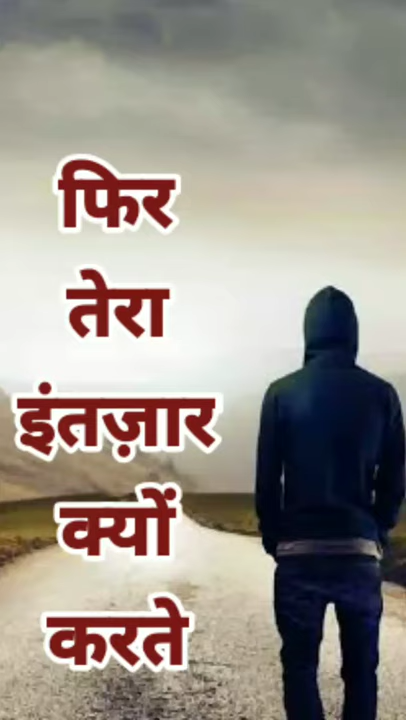 फिर
तेरा
इंतज़ार
क्यों
करते